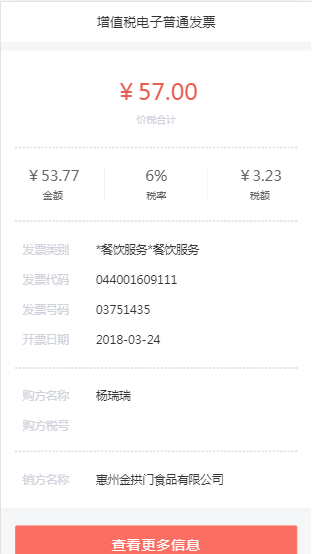 增值税电子普通发票
￥57.00
价税合计
￥53.77 6% ￥3.23
金额 税率 税额
发票类别 *餐饮服务*餐饮服务
发票代码 044001609111
发票号码 03751435
开票日期 2018-03-24
购方名称 杨瑞瑞
购方税号
销方名称 惠州金拱门食品有限公司
查看更多信息